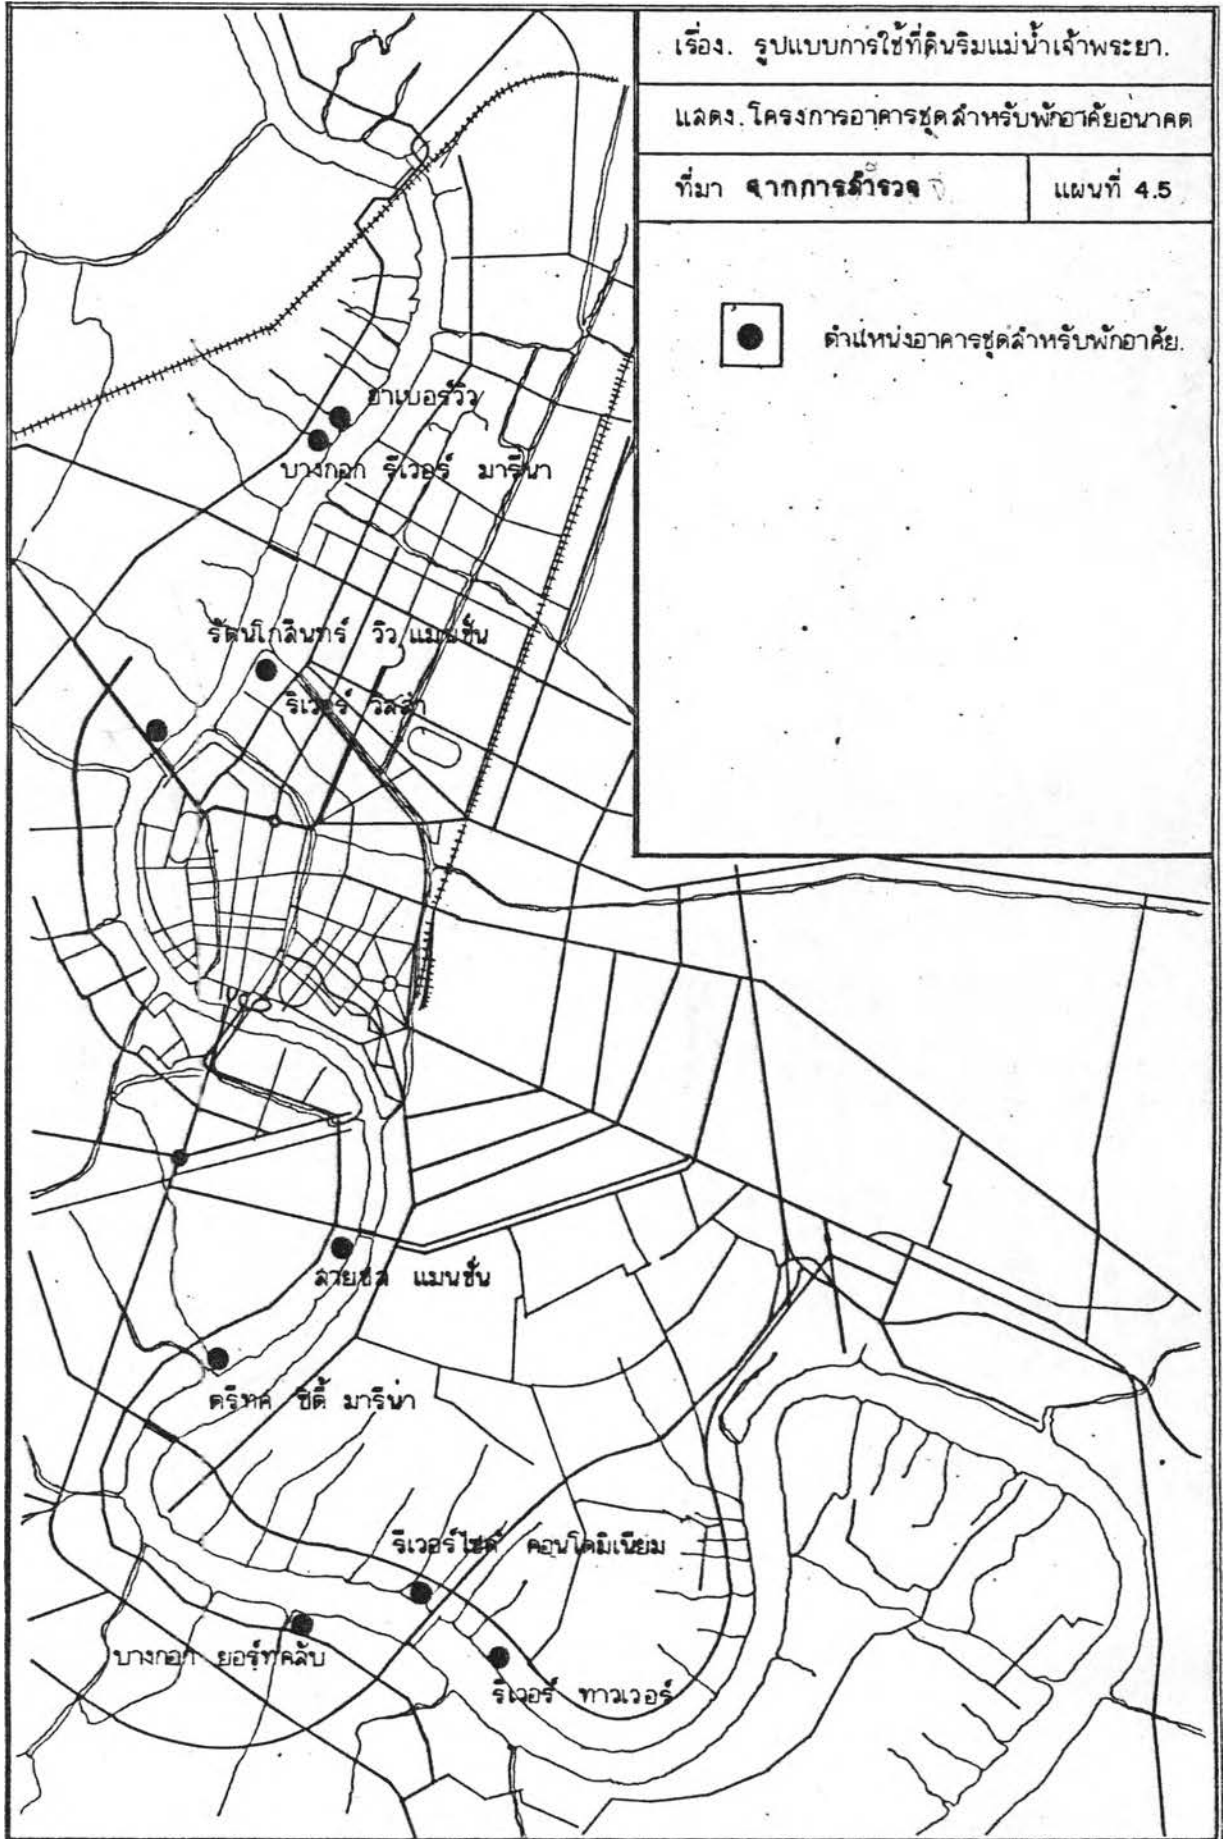 เรื่อง. รูปแบบการใช้ที่ดินริมแม่น้ำเจ้าพระยา.
แสดง. โครงการอาคารชุดสำหรับพักอาศัยอนาคต
ที่มา จากการสำรวจ
แผนที่ 4.5
ตำแหน่งอาคารชุดสำหรับพักอาศัย.
ฮาเบอร์วิว
บางกอก ริเวอร์ มารีนา
รัตนโกสินทร์ วิว แมนชั่น
ริเวอร์ วิลล่า
สายชล แมนชั่น
ตรีทศ ซิตี้ มารีน่า
ริเวอร์ไซด์ คอนโดมิเนียม
บางกอก ยอร์ทคลับ
ริเวอร์ ทาวเวอร์